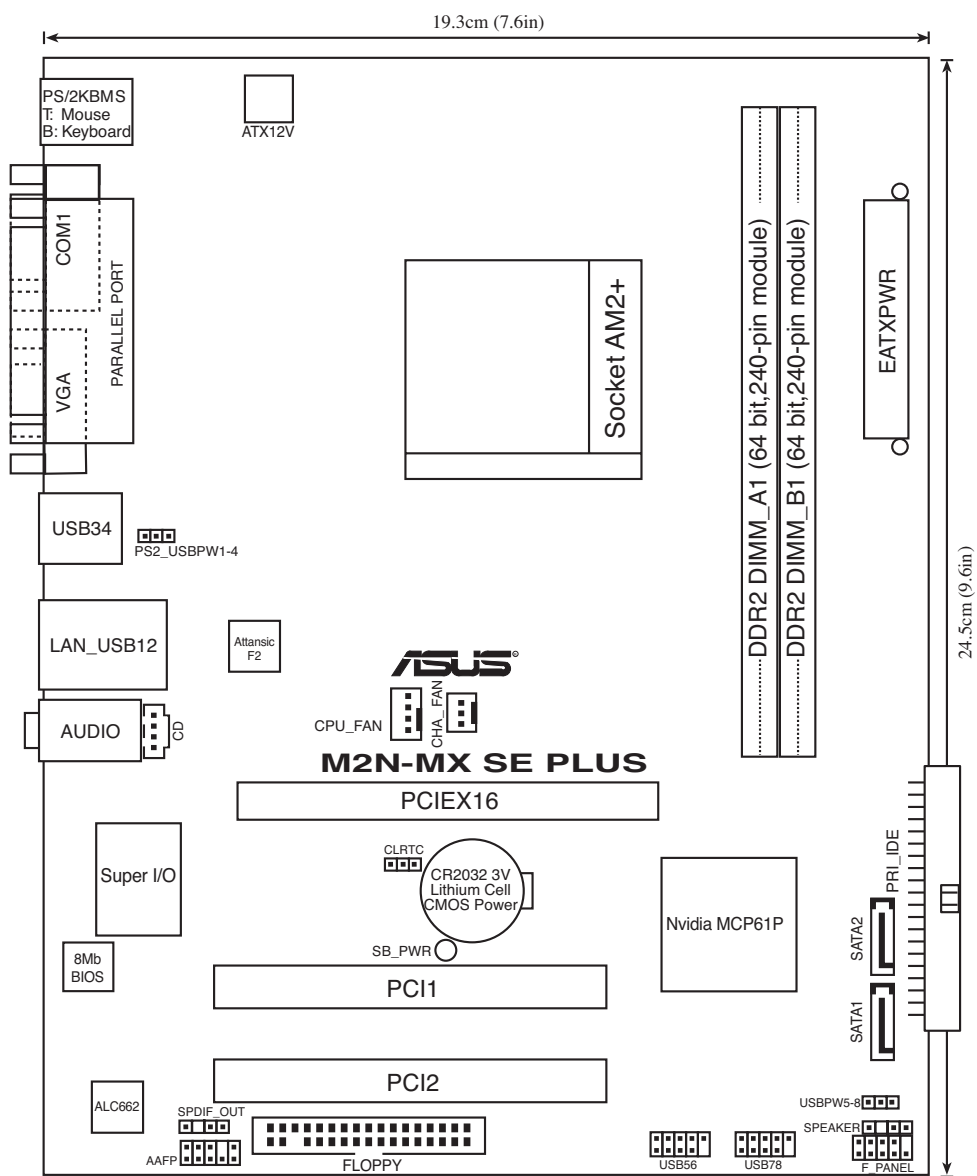 19.3cm (7.6in)
PS/2KBMS
T: Mouse
B: Keyboard
ATX12V
COM1
PARALLEL PORT
VGA
Socket AM2+
DDR2 DIMM_A1 (64 bit,240-pin module)
DDR2 DIMM_B1 (64 bit,240-pin module)
EATXPWR
24.5cm (9.6in)
USB34
PS2_USBPW1-4
LAN_USB12
Attansic
F2
ASUS®
AUDIO
CD
CPU_FAN
CHA_FAN
M2N-MX SE PLUS
PCIEX16
Super I/O
CLRTC
CR2032 3V
Lithium Cell
CMOS Power
SB_PWR
Nvidia MCP61P
PRI_IDE
SATA2
SATA1
8Mb
BIOS
PCI1
PCI2
ALC662
SPDIF_OUT
AAFP
FLOPPY
USB56
USB78
USBPW5-8
SPEAKER
F_PANEL